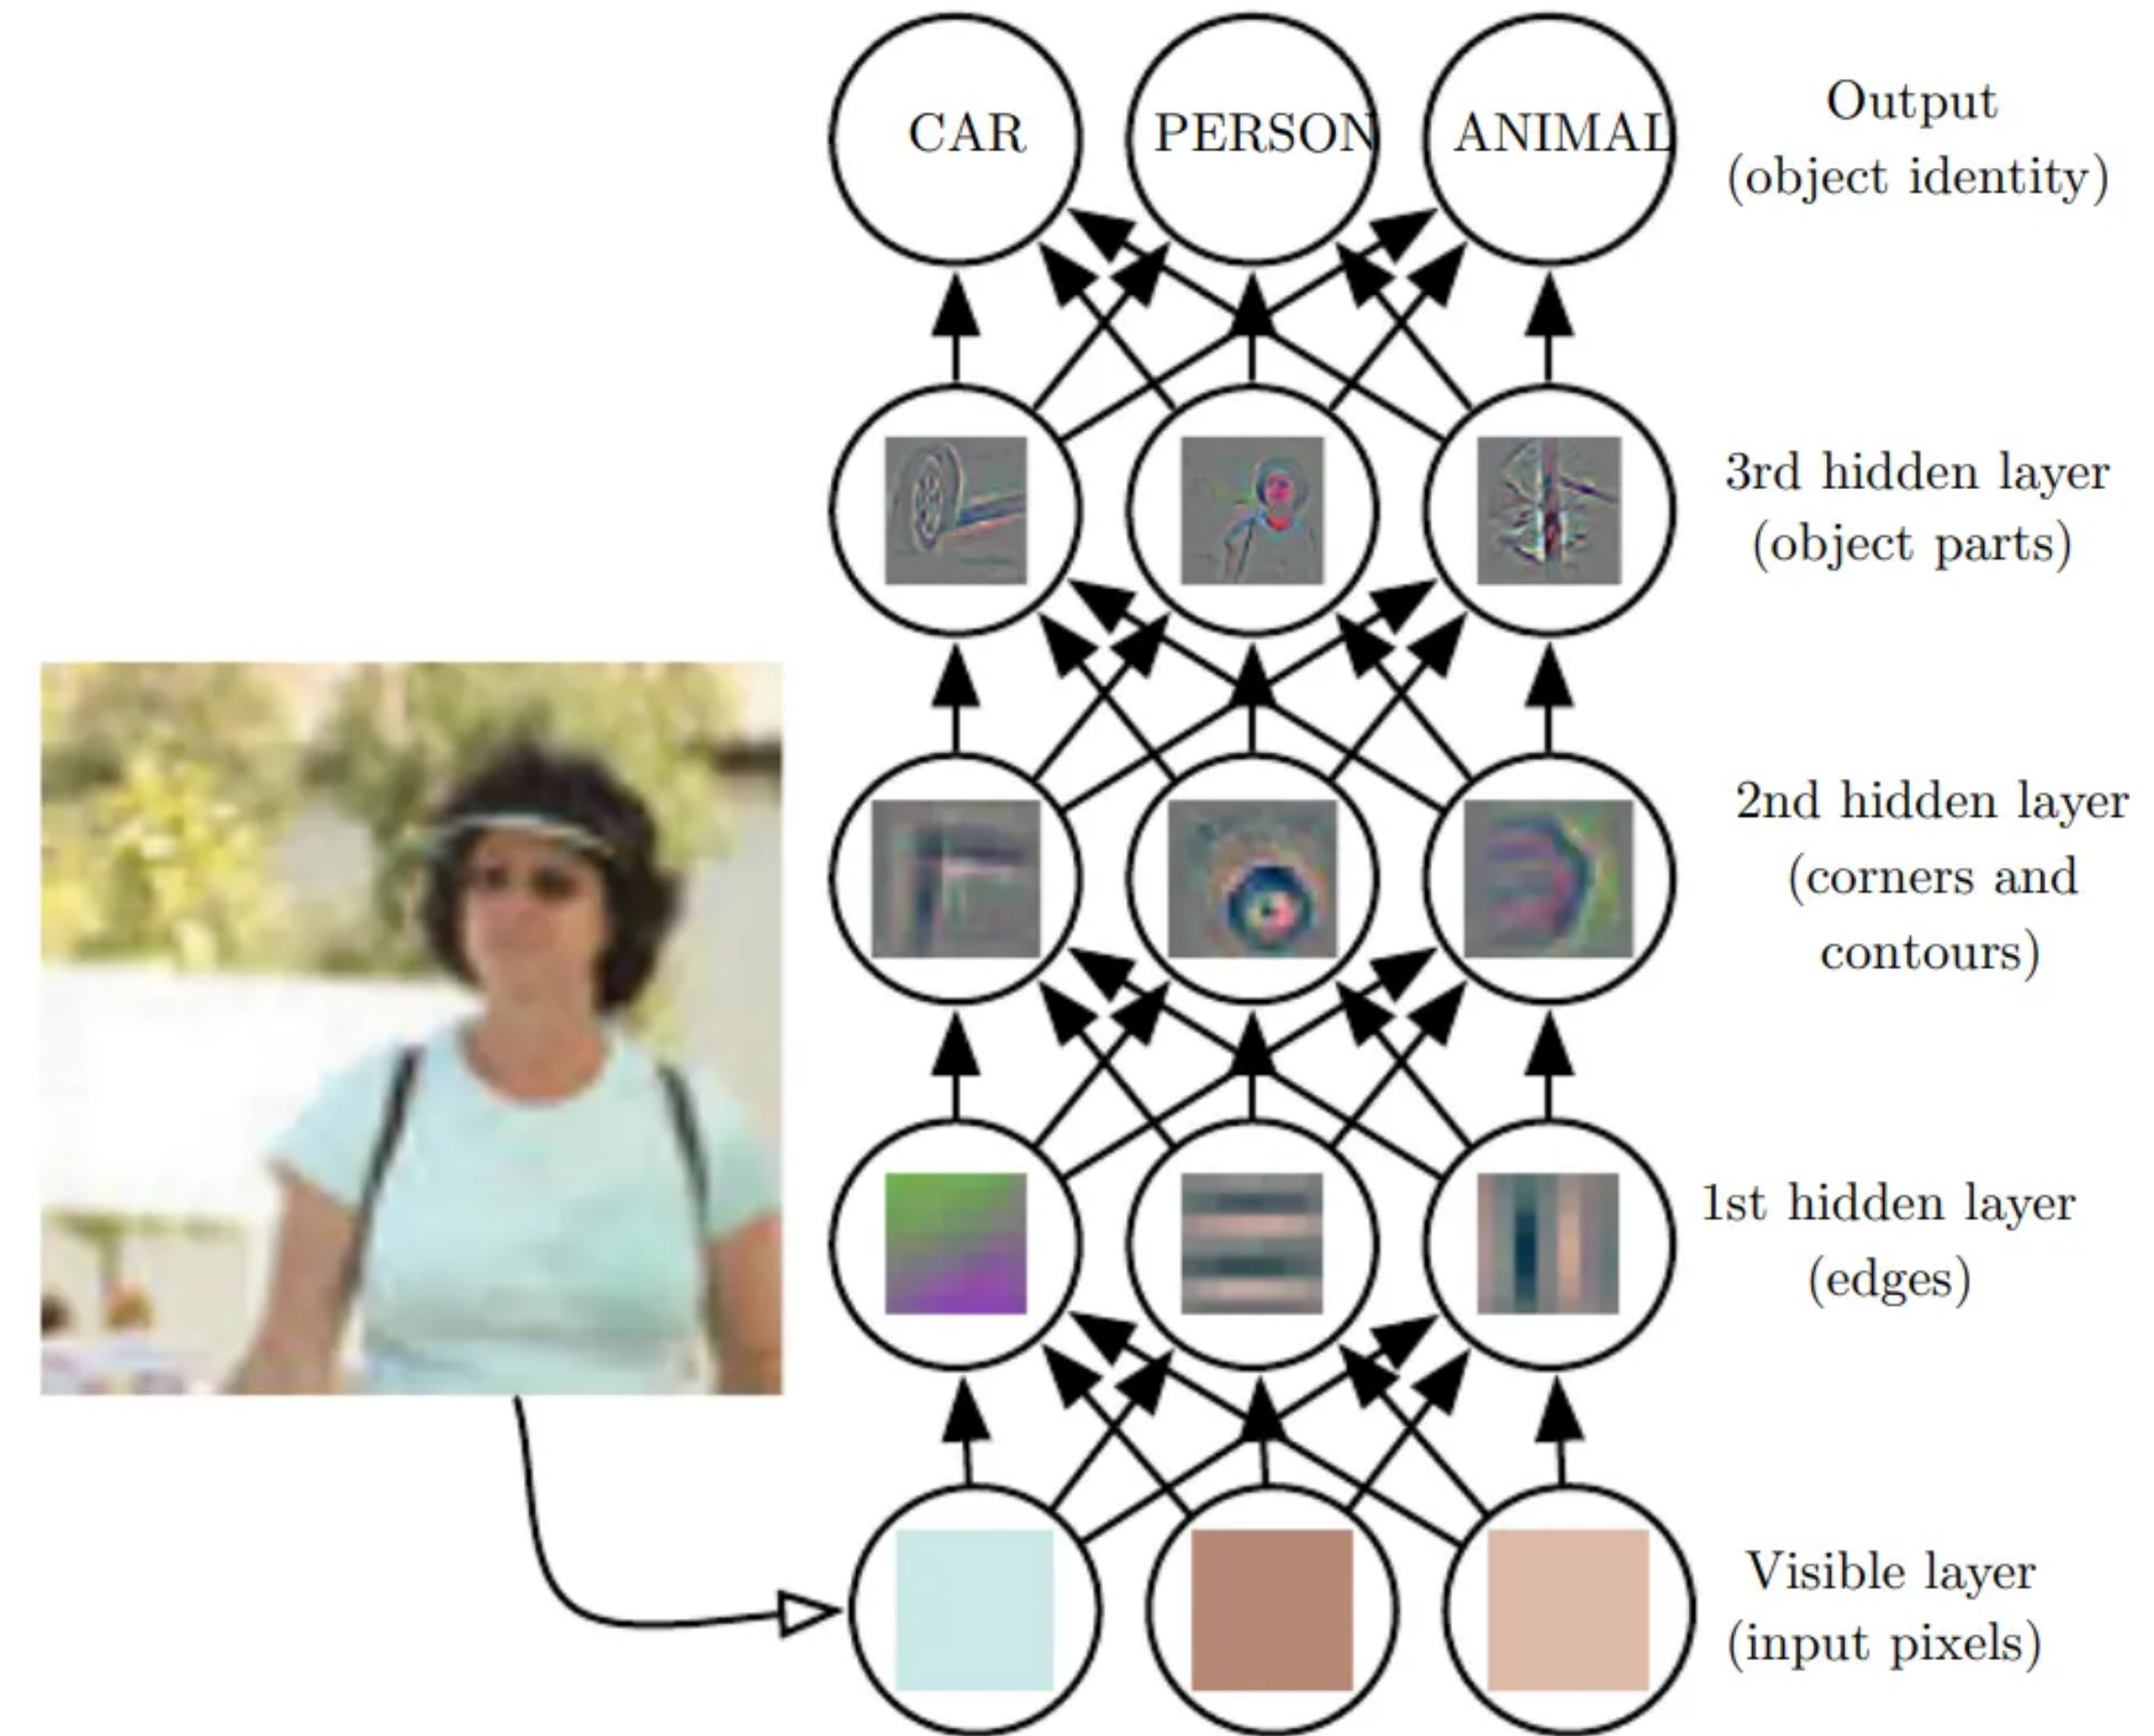 CAR
PERSON
ANIMAL
Output
(object identity)
3rd hidden layer
(object parts)
2nd hidden layer
(corners and
contours)
1st hidden layer
(edges)
Visible layer
(input pixels)